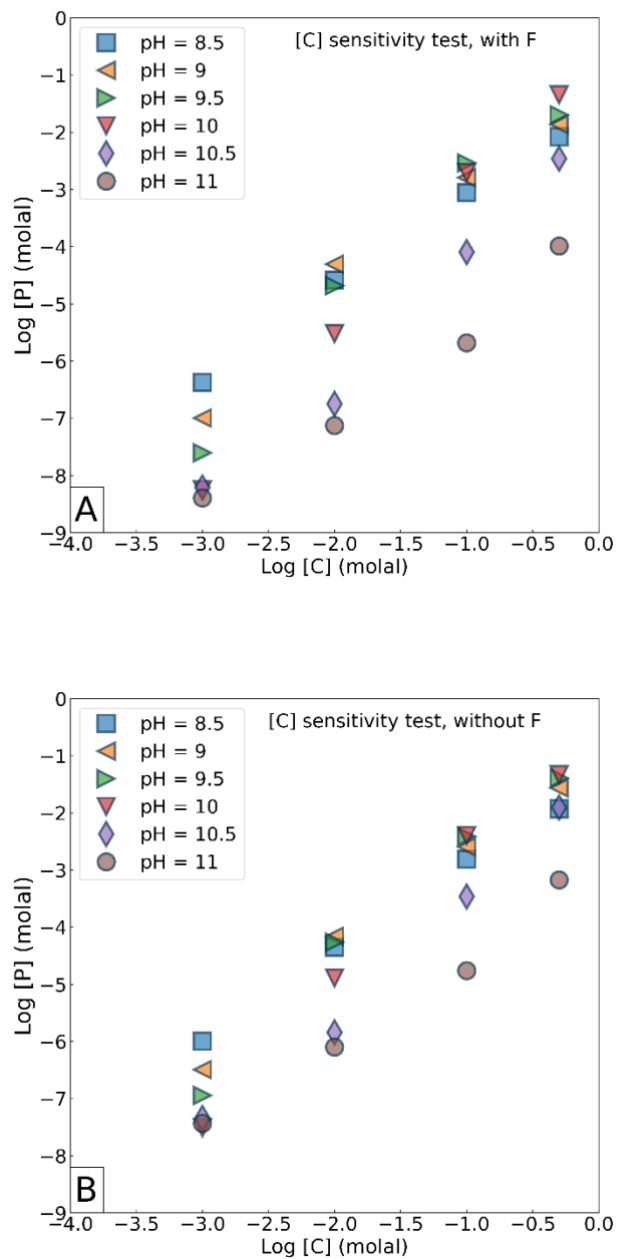 0
[C] sensitivity test, with F
pH = 8.5
pH = 9
pH = 9.5
pH = 10
pH = 10.5
pH = 11
−1
−2
−3
−4
−5
−6
−7
−8
−9
Log [P] (molal)
A
−4.0 −3.5 −3.0 −2.5 −2.0 −1.5 −1.0 −0.5 0.0
Log [C] (molal)
0
[C] sensitivity test, without F
pH = 8.5
pH = 9
pH = 9.5
pH = 10
pH = 10.5
pH = 11
−1
−2
−3
−4
−5
−6
−7
−8
−9
Log [P] (molal)
B
−4.0 −3.5 −3.0 −2.5 −2.0 −1.5 −1.0 −0.5 0.0
Log [C] (molal)